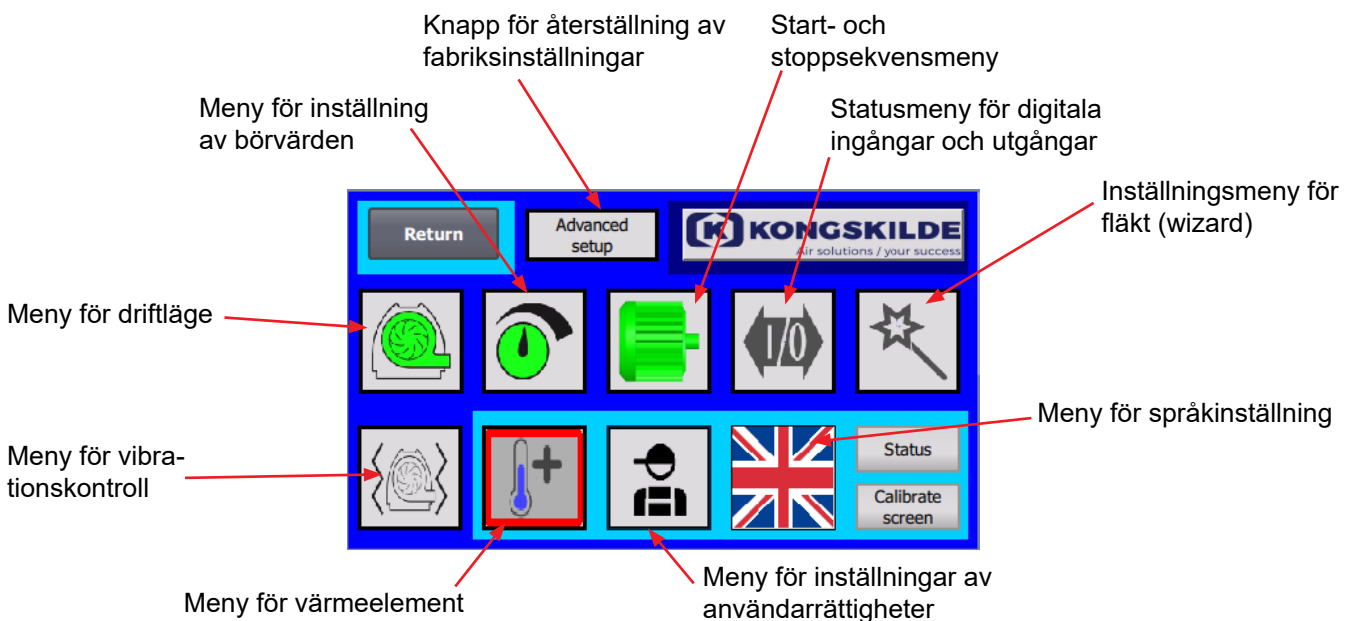 Knapp för återställning av
fabriksinställningar
Start- och
stoppsekvensmeny
Meny för inställning
av börvärden
Statusmeny för digitala
ingångar och utgångar
Inställningsmeny för
fläkt (wizard)
Return
Advanced
setup
K KONGSKILDE
Air solutions / your success
Meny för driftläge
I/O
Meny för språkinställning
Meny för vibra-
tionskontroll
Status
Calibrate
screen
Meny för värmeelement
Meny för inställningar av
användarrättigheter